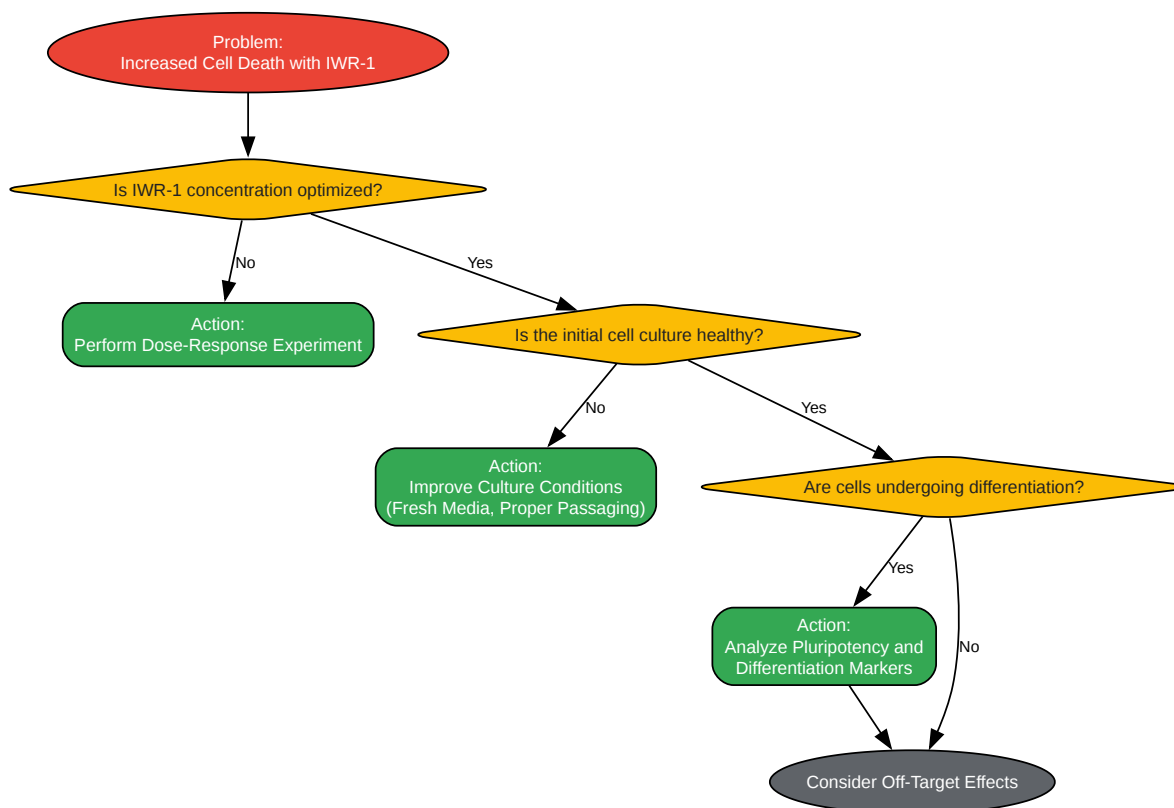 Problem:
Increased Cell Death with IWR-1
Is IWR-1 concentration optimized?
No
Yes
Action:
Perform Dose-Response Experiment
Is the initial cell culture healthy?
No
Yes
Action:
Improve Culture Conditions
(Fresh Media, Proper Passaging)
Are cells undergoing differentiation?
Yes
No
Action:
Analyze Pluripotency and
Differentiation Markers
Consider Off-Target Effects